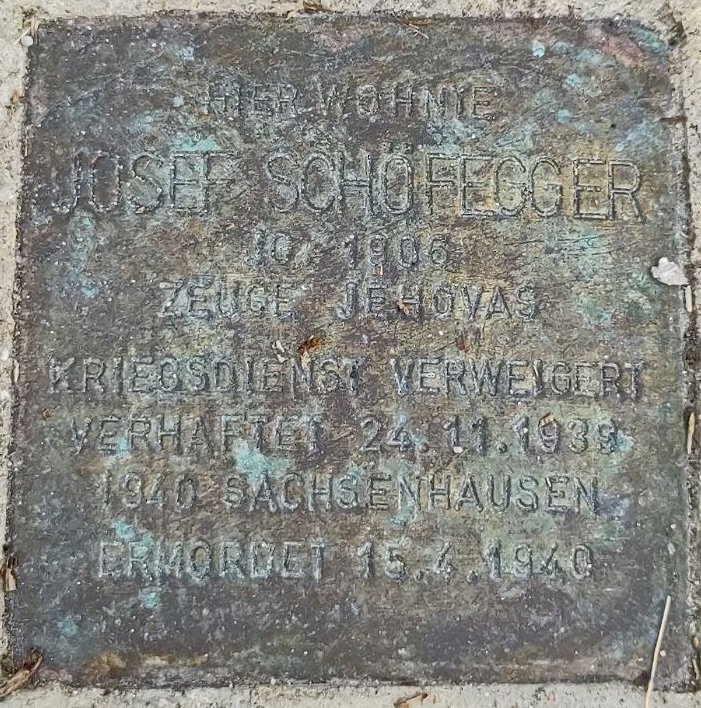 HIER WOHNTE
JOSEF SCHÖFEGGER
JG. 1906
ZEUGE JEHOVAS
KRIEGSDIENST VERWEIGERT
VERHAFTET 24.11.1939
1940 SACHSENHAUSEN
ERMORDET 15.4.1940